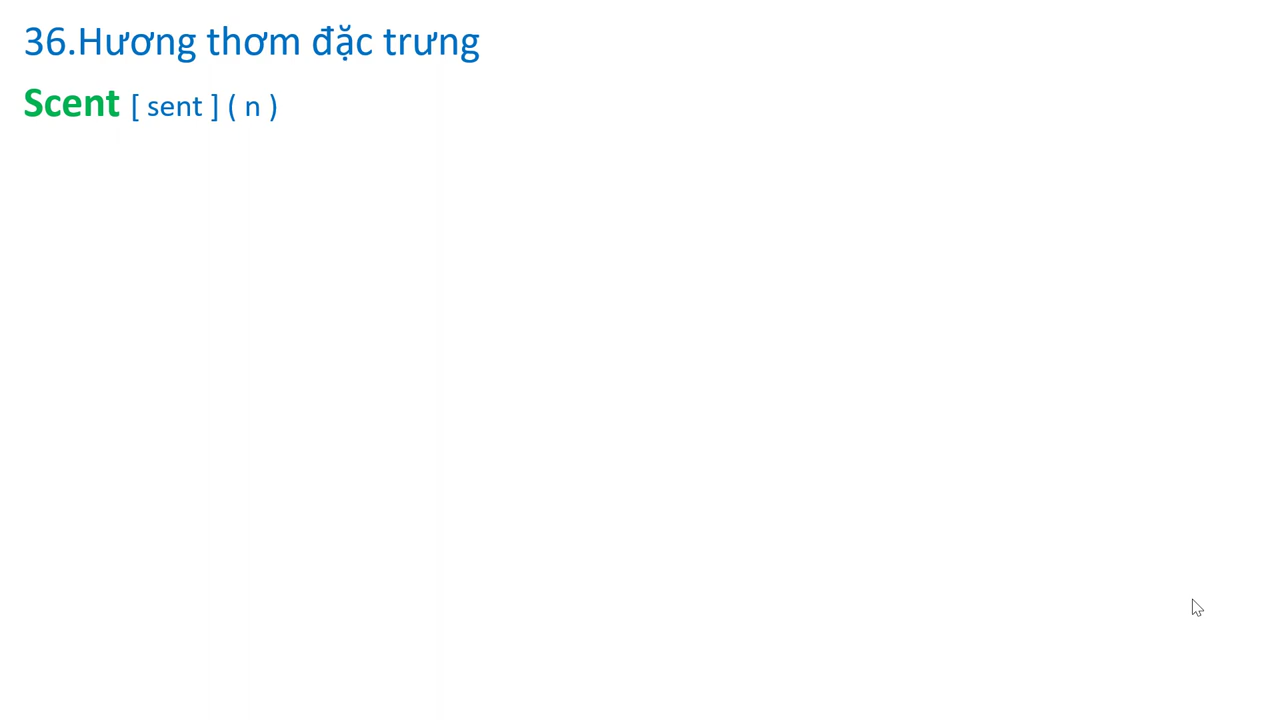 36.Hương thơm đặc trưng
Scent [ sent ] ( n )